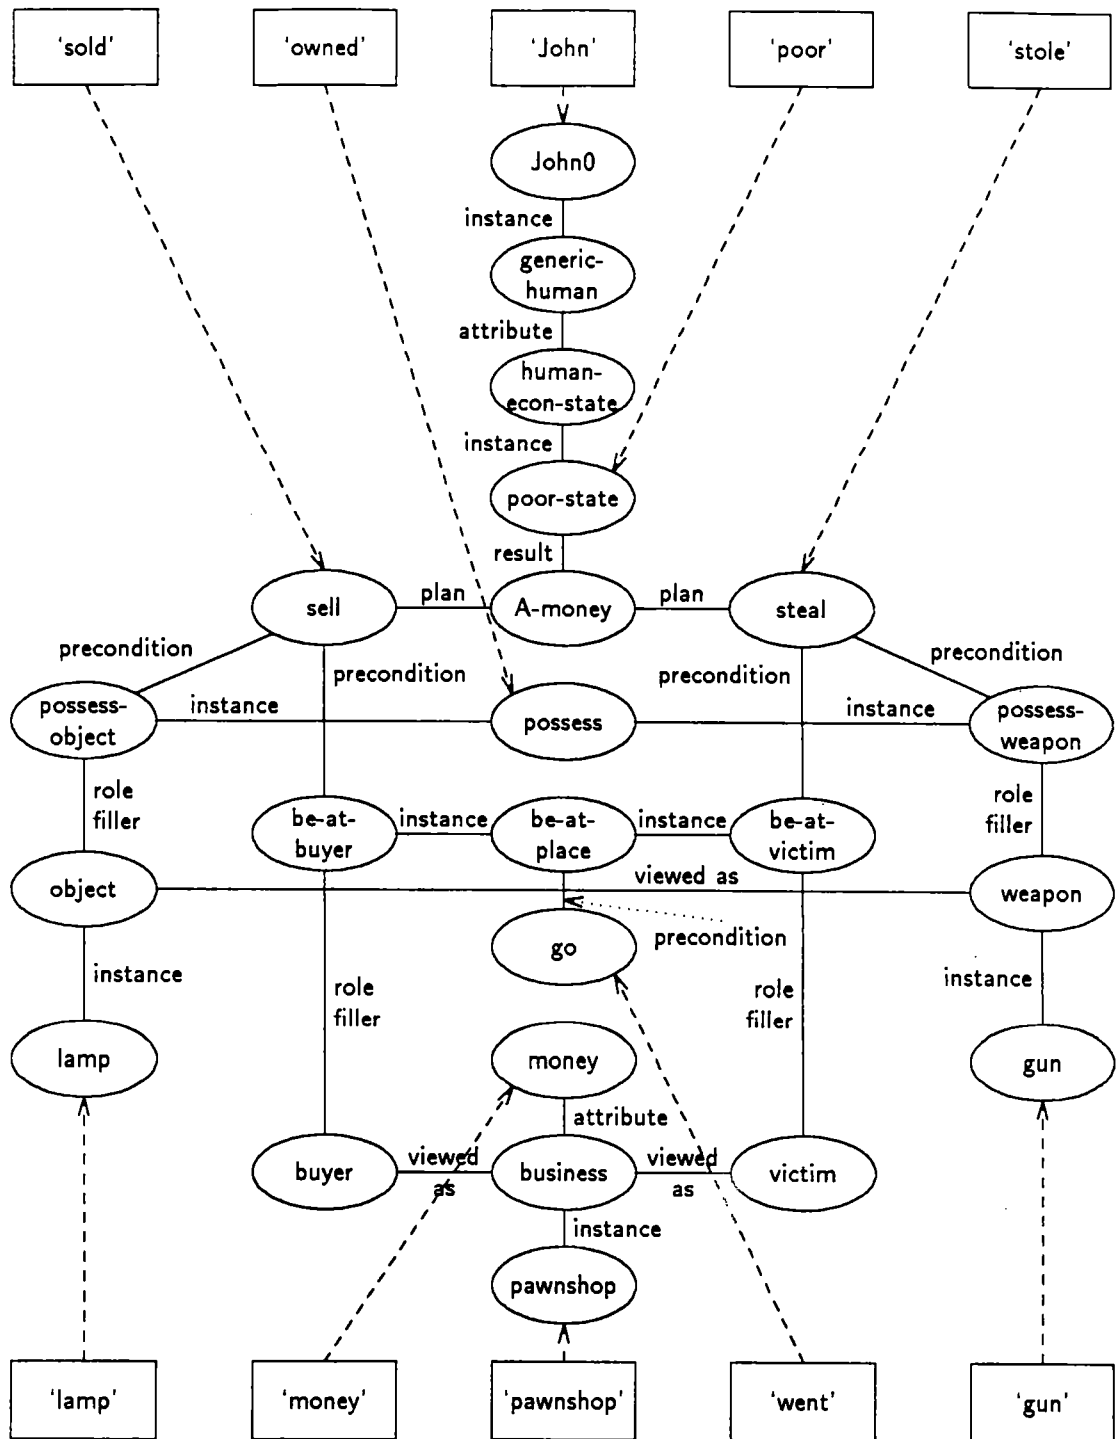 'sold'
'owned'
'John'
'poor'
'stole'
John0
instance
generic-
human
attribute
human-
econ-state
instance
poor-state
result
sell
plan
A-money
plan
steal
precondition
precondition
precondition
precondition
possess-
object
instance
possess
instance
possess-
weapon
role
filler
role
filler
be-at-
buyer
instance
be-at-
place
instance
be-at-
victim
object
viewed as
weapon
precondition
go
instance
instance
role
filler
role
filler
lamp
money
gun
attribute
buyer
viewed
as
business
viewed
as
victim
instance
pawnshop
'lamp'
'money'
'pawnshop'
'went'
'gun'